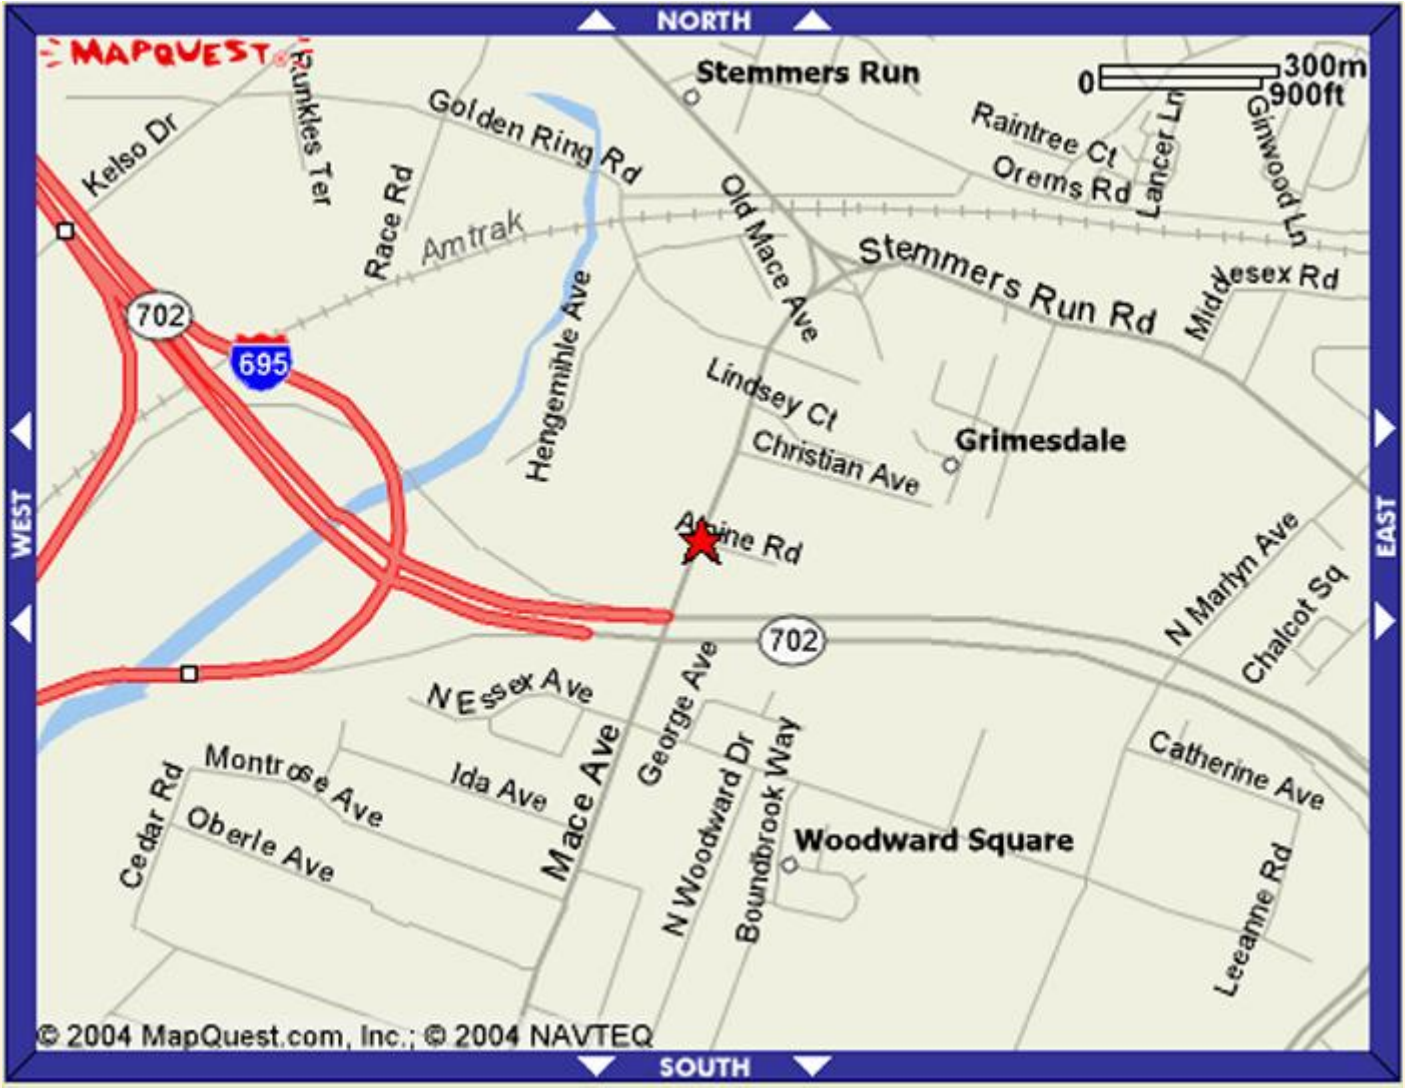 NORTH
MAPQUEST
Stemmers Run
0 300m
900ft
Runkles Ter
Golden Ring Rd
Kelso Dr
Raintree Ct
Lancer Ln
Ginwood Ln
Orems Rd
Race Rd
Amtrak
Old Mace Ave
Stemmers Run Rd
Middlesex Rd
702
695
Hengemihle Ave
Lindsey Ct
Christian Ave
Grimesdale
WEST
EAST
Alpine Rd
N Marlyn Ave
Chalcot Sq
702
N Essex Ave
George Ave
Mace Ave
Montrose Ave
Ida Ave
Cedar Rd
Oberle Ave
N Woodward Dr
Boundbrook Way
Catherine Ave
Woodward Square
Leeanne Rd
© 2004 MapQuest.com, Inc.; © 2004 NAVTEQ
SOUTH